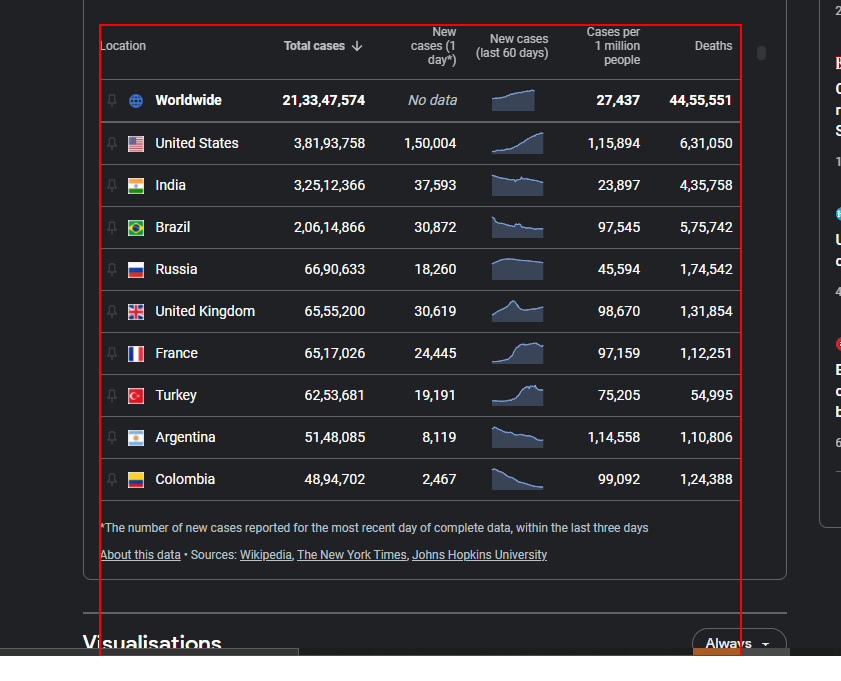 Location Total cases New cases (1 day*) New cases (last 60 days) Cases per 1 million people Deaths
Worldwide 21,33,47,574 No data 27,437 44,55,551
United States 3,81,93,758 1,50,004 1,15,894 6,31,050
India 3,25,12,366 37,593 23,897 4,35,758
Brazil 2,06,14,866 30,872 97,545 5,75,742
Russia 66,90,633 18,260 45,594 1,74,542
United Kingdom 65,55,200 30,619 98,670 1,31,854
France 65,17,026 24,445 97,159 1,12,251
Turkey 62,53,681 19,191 75,205 54,995
Argentina 51,48,085 8,119 1,14,558 1,10,806
Colombia 48,94,702 2,467 99,092 1,24,388
*The number of new cases reported for the most recent day of complete data, within the last three days
About this data • Sources: Wikipedia, The New York Times, Johns Hopkins University
Visualisations Always